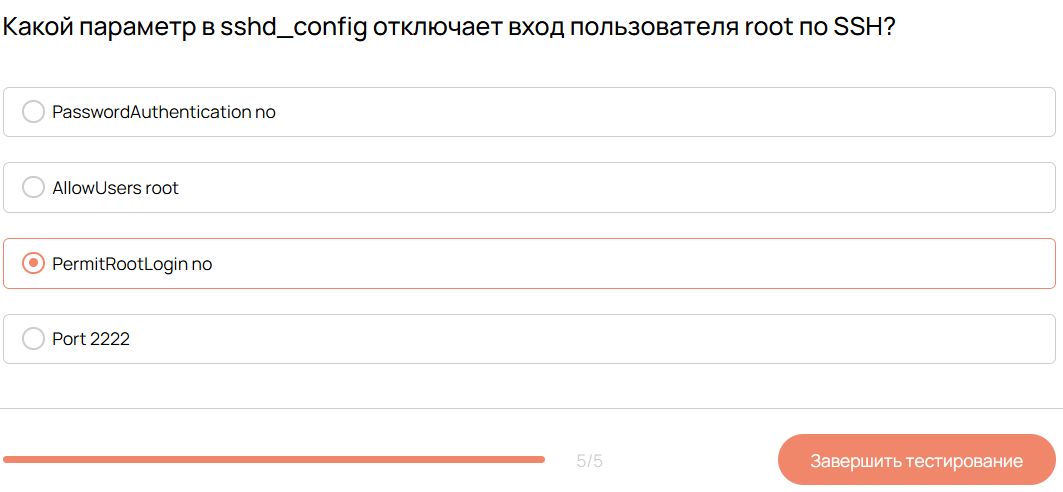 Какой параметр в sshd_config отключает вход пользователя root по SSH?
PasswordAuthentication no
AllowUsers root
PermitRootLogin no
Port 2222
5/5
Завершить тестирование